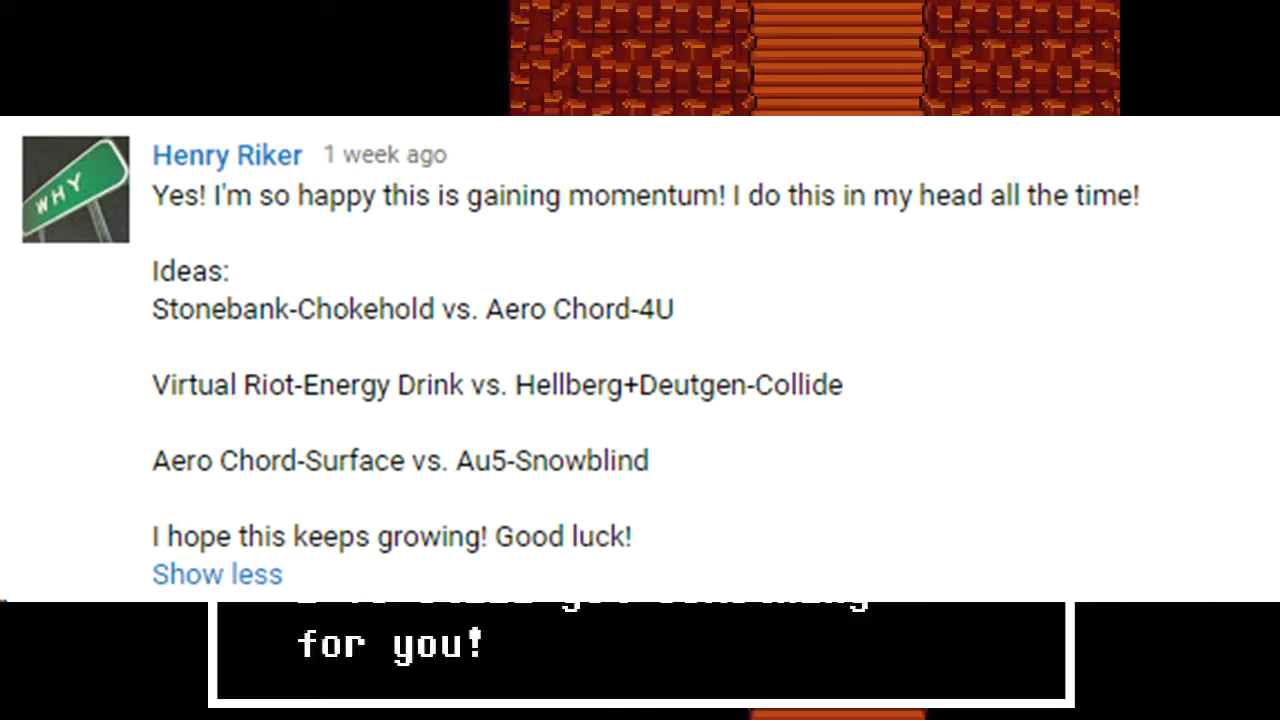 WHY
Henry Riker 1 week ago
Yes! I'm so happy this is gaining momentum! I do this in my head all the time!
Ideas:
Stonebank-Chokehold vs. Aero Chord-4U
Virtual Riot-Energy Drink vs. Hellberg+Deutgen-Collide
Aero Chord-Surface vs. Au5-Snowblind
I hope this keeps growing! Good luck!
Show less
for you!